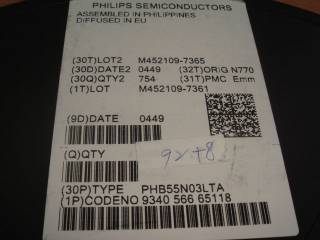 PHILIPS SEMICONDUCTORS
ASSEMBLED IN PHILIPPINES
DIFFUSED IN EU
(30T)LOT2 M452109-7365
(30D)DATE2 0449 (32T)ORIG N770
(30Q)QTY2 754 (31T)PMC Emm
(1T)LOT M452109-7361
(9D)DATE 0449
(Q)QTY 92+8
(30P)TYPE PHB55N03LTA
(1P)CODENO 9340 566 65118